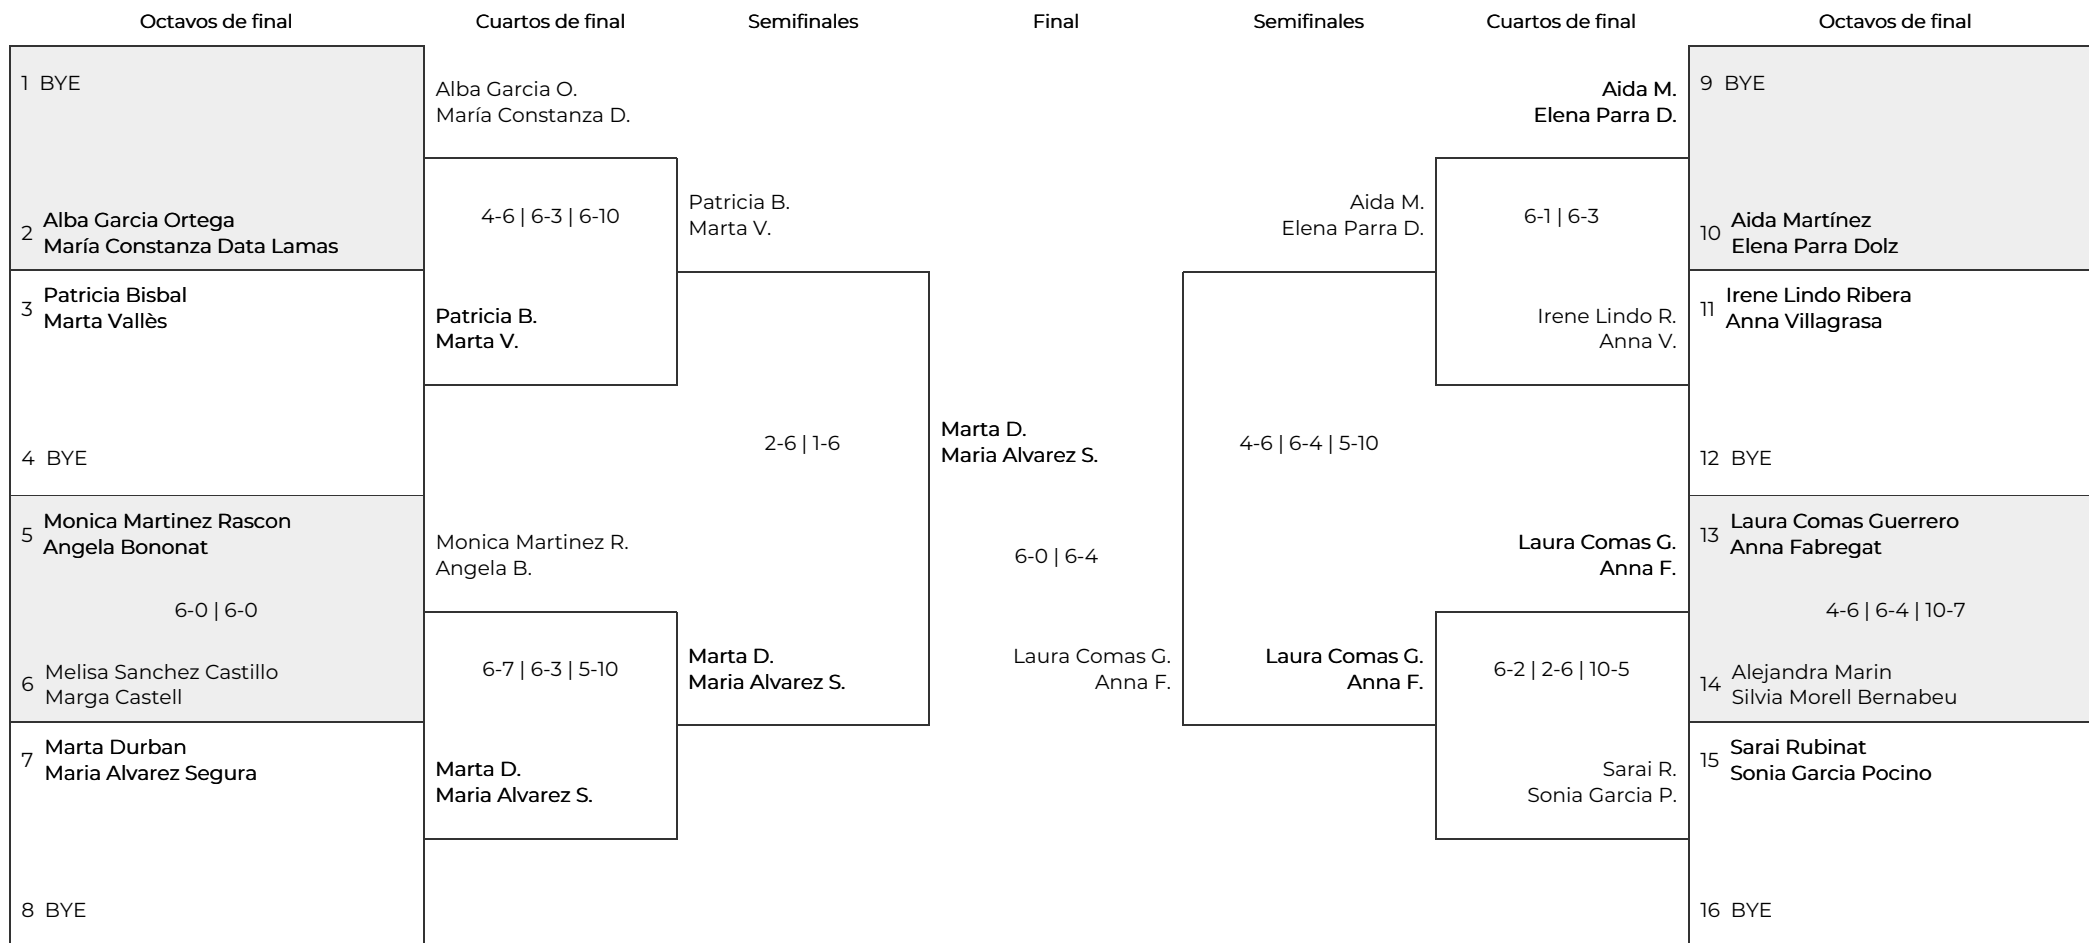 Octavos de final
Cuartos de final
Semifinales
Final
Semifinales
Cuartos de final
Octavos de final
1 BYE
2 Alba Garcia Ortega
María Constanza Data Lamas
3 Patricia Bisbal
Marta Vallès
4 BYE
5 Monica Martinez Rascon
Angela Bononat
6-0 | 6-0
6 Melisa Sanchez Castillo
Marga Castell
7 Marta Durban
Maria Alvarez Segura
8 BYE
Alba Garcia O.
María Constanza D.
4-6 | 6-3 | 6-10
Patricia B.
Marta V.
Monica Martinez R.
Angela B.
6-7 | 6-3 | 5-10
Marta D.
Maria Alvarez S.
Patricia B.
Marta V.
2-6 | 1-6
Marta D.
Maria Alvarez S.
Marta D.
Maria Alvarez S.
6-0 | 6-4
Laura Comas G.
Anna F.
Aida M.
Elena Parra D.
4-6 | 6-4 | 5-10
Laura Comas G.
Anna F.
Aida M.
Elena Parra D.
6-1 | 6-3
Irene Lindo R.
Anna V.
Laura Comas G.
Anna F.
6-2 | 2-6 | 10-5
Sarai R.
Sonia Garcia P.
9 BYE
10 Aida Martínez
Elena Parra Dolz
11 Irene Lindo Ribera
Anna Villagrasa
12 BYE
13 Laura Comas Guerrero
Anna Fabregat
4-6 | 6-4 | 10-7
14 Alejandra Marin
Silvia Morell Bernabeu
15 Sarai Rubinat
Sonia Garcia Pocino
16 BYE